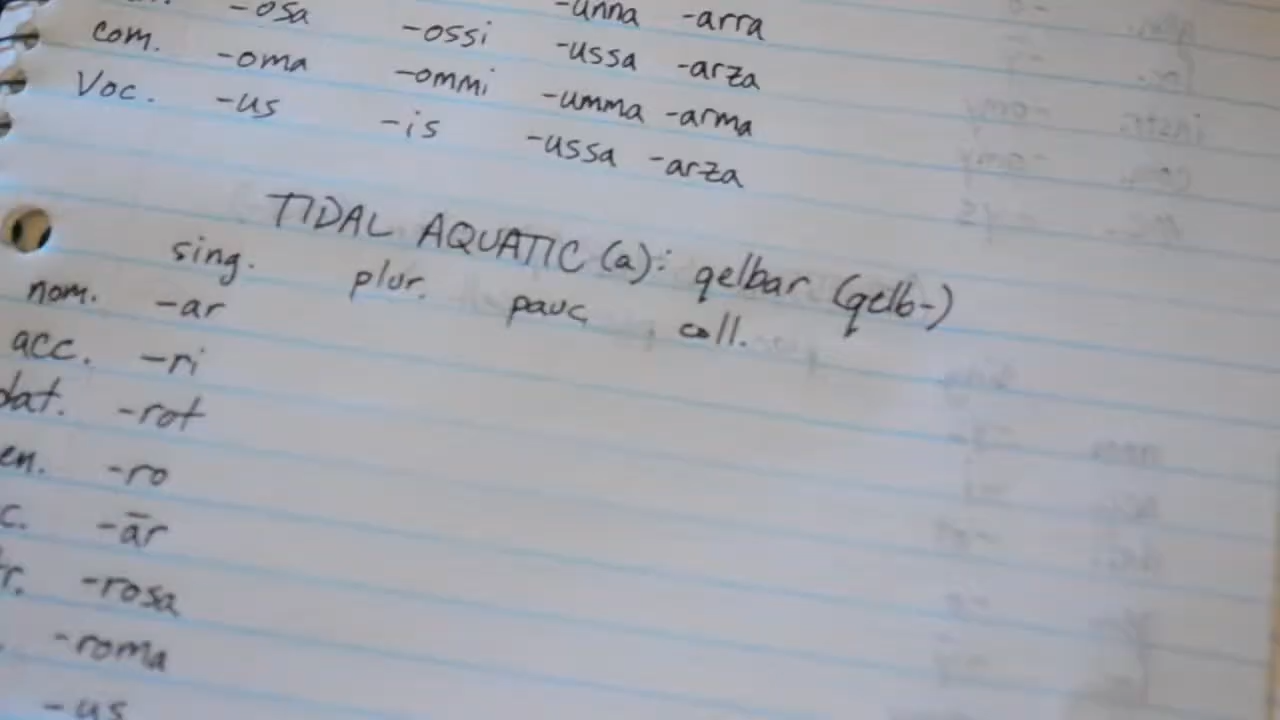 -osa -ossi -unna -arra
com. -oma -ommi -ussa -arza
Voc. -us -is -umma -arma
-ussa -arza
TIDAL AQUATIC (a): qelbar (qelb-)
sing. plur. pauc. coll.
nom. -ar
acc. -ri
dat. -rot
en. -ro
c. -ār
r. -rosa
-roma
-us